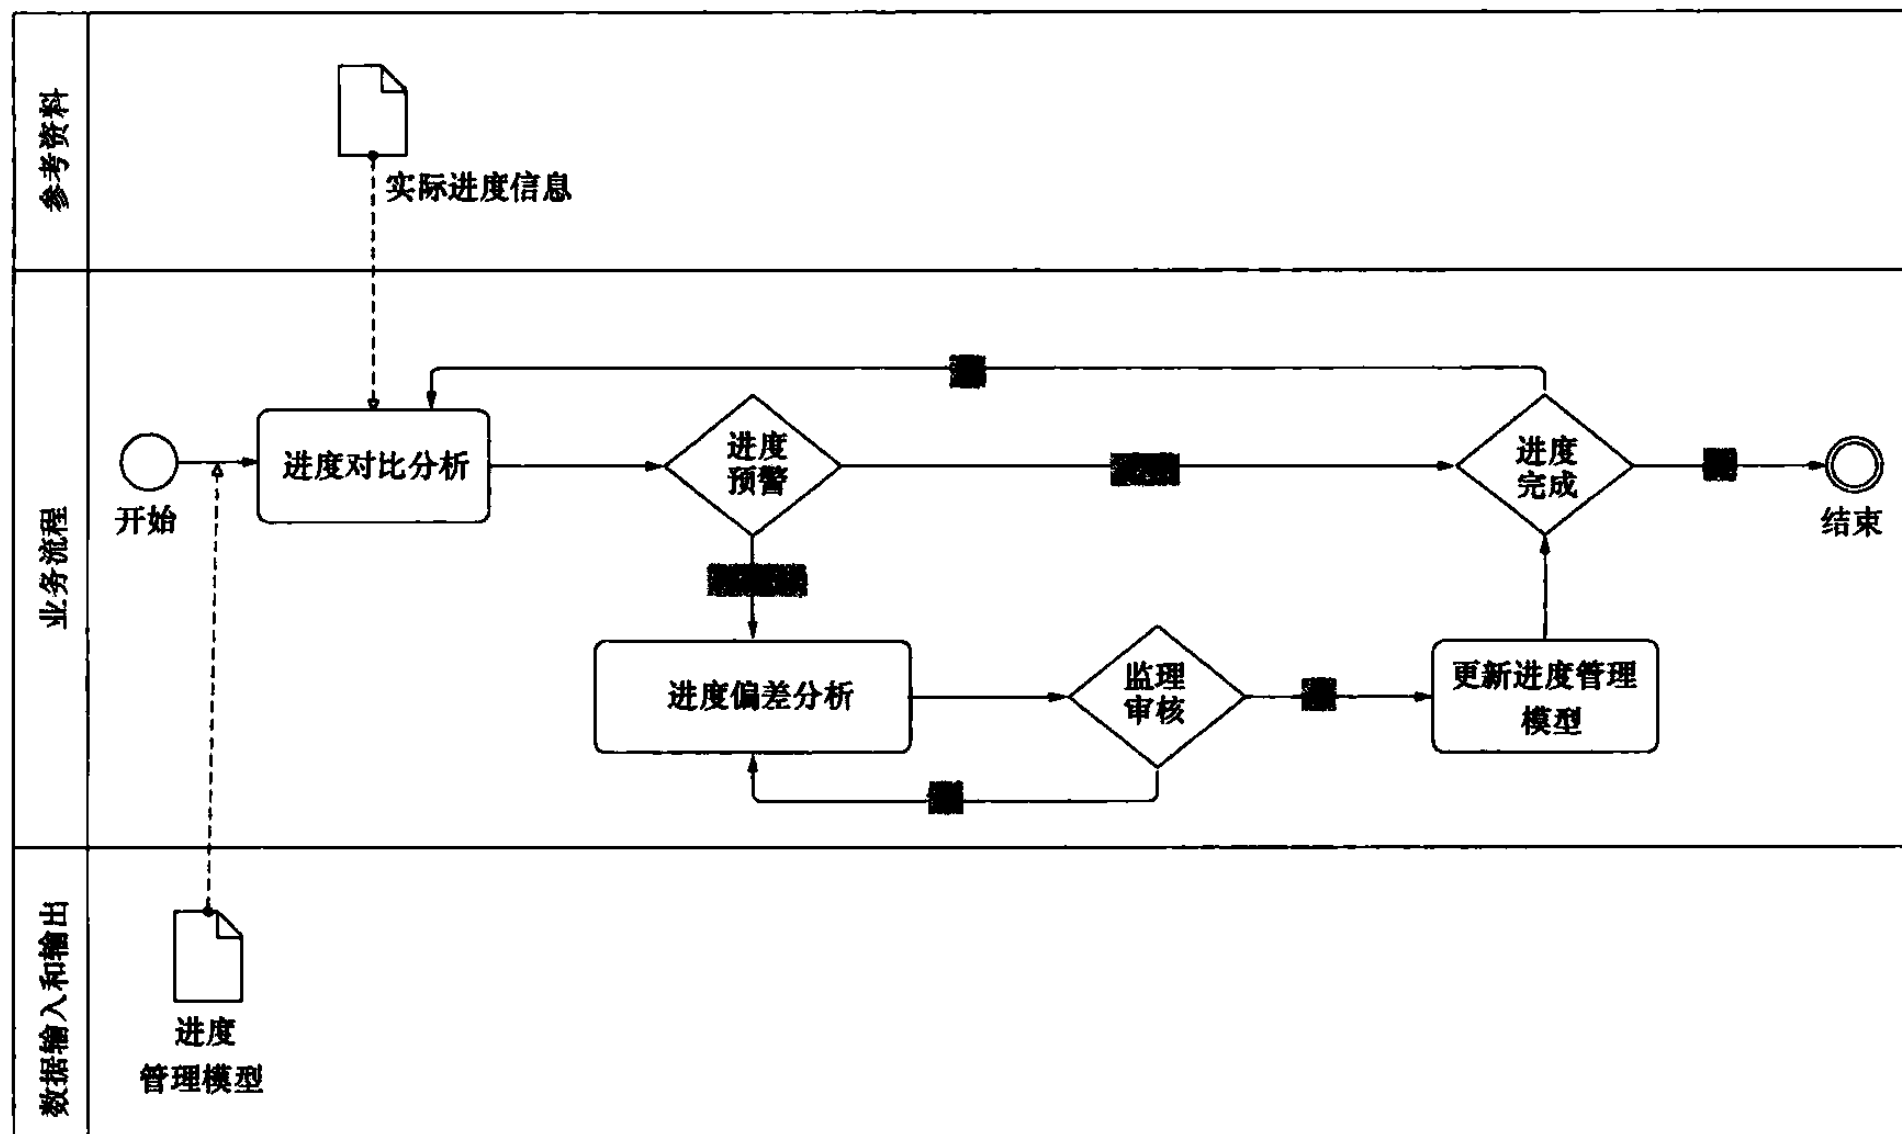 参考资料
实际进度信息
业务流程
开始
进度对比分析
进度
预警
进度
完成
结束
进度偏差分析
监理
审核
更新进度管理
模型
数据输入和输出
进度
管理模型